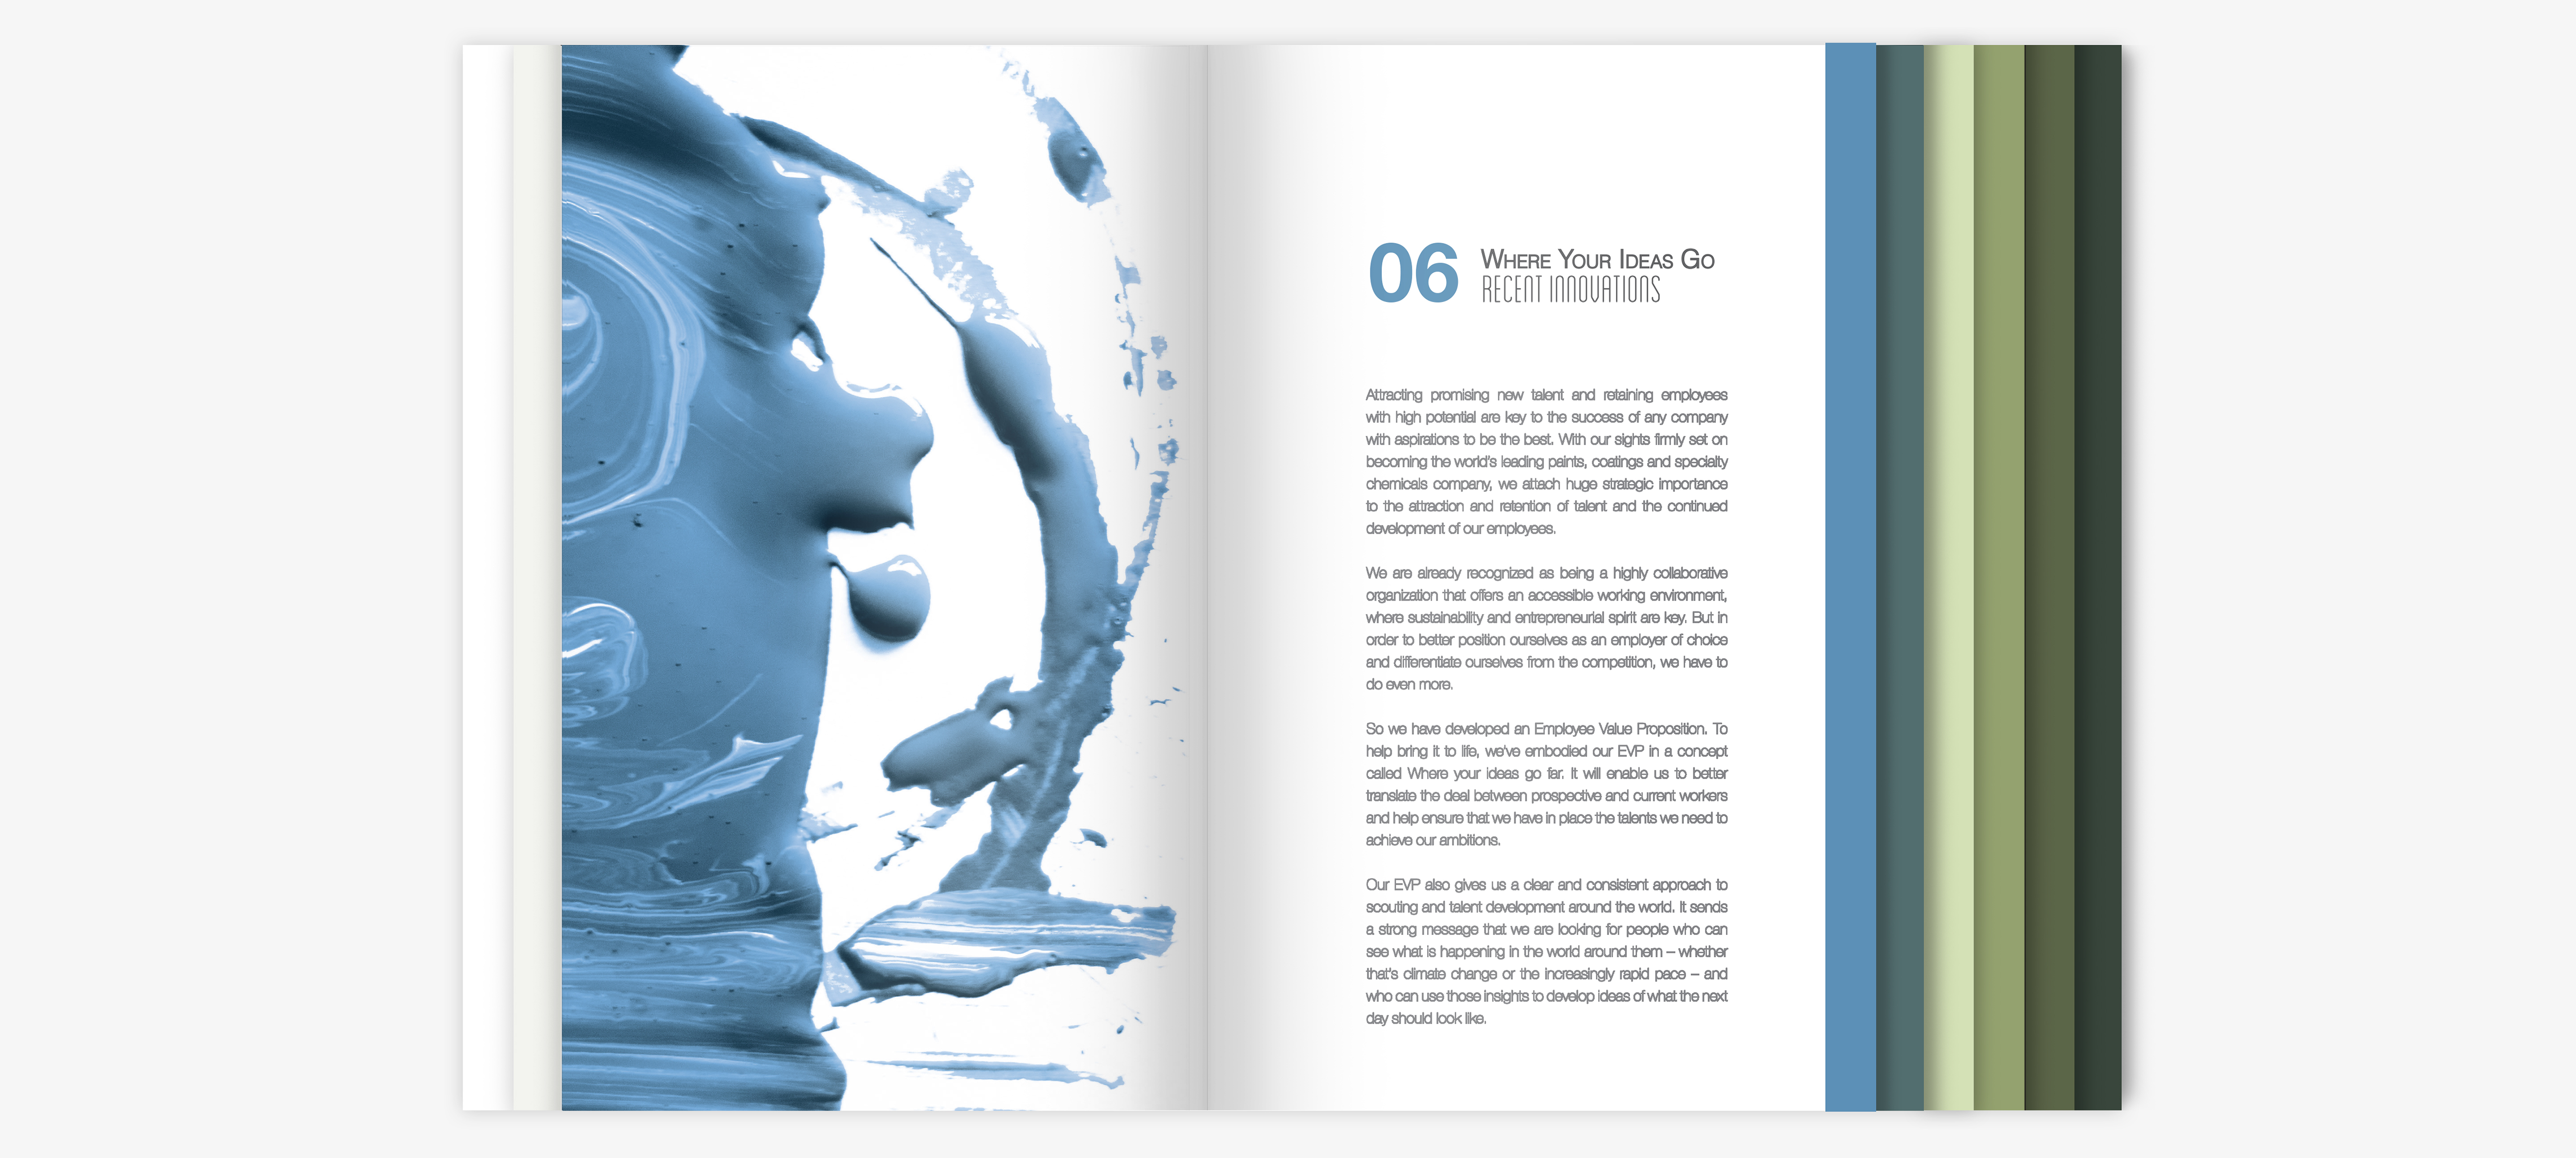 06 Where Your Ideas Go
RECENT INNOVATIONS
Attracting promising new talent and retaining employees
with high potential are key to the success of any company
with aspirations to be the best. With our sights firmly set on
becoming the world's leading paints, coatings and specialty
chemicals company, we attach huge strategic importance
to the attraction and retention of talent and the continued
development of our employees.
We are already recognized as being a highly collaborative
organization that offers an accessible working environment,
where sustainability and entrepreneurial spirit are key. But in
order to better position ourselves as an employer of choice
and differentiate ourselves from the competition, we have to
do even more.
So we have developed an Employee Value Proposition. To
help bring it to life, we've embodied our EVP in a concept
called Where your ideas go far. It will enable us to better
translate the deal between prospective and current workers
and help ensure that we have in place the talents we need to
achieve our ambitions.
Our EVP also gives us a clear and consistent approach to
scouting and talent development around the world. It sends
a strong message that we are looking for people who can
see what is happening in the world around them – whether
that's climate change or the increasingly rapid pace – and
who can use those insights to develop ideas of what the next
day should look like.